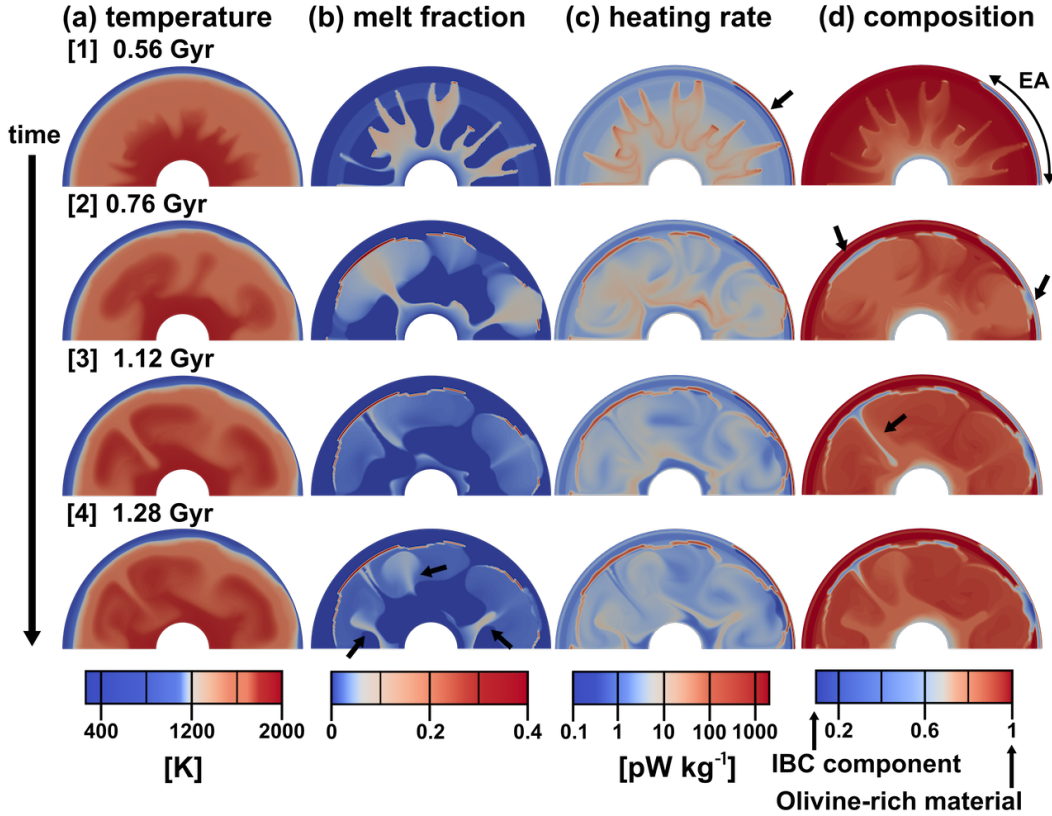 (a) temperature (b) melt fraction (c) heating rate (d) composition
[1] 0.56 Gyr
EA
time
[2] 0.76 Gyr
[3] 1.12 Gyr
[4] 1.28 Gyr
400 1200 2000
0 0.2 0.4
0.1 1 10 100 1000
0.2 0.6 1
[K]
[pW kg⁻¹]
IBC component
Olivine-rich material